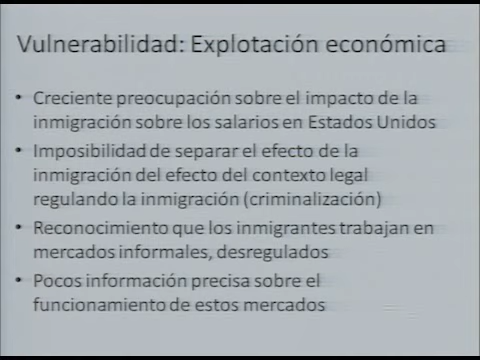 Vulnerabilidad: Explotación económica
• Creciente preocupación sobre el impacto de la
inmigración sobre los salarios en Estados Unidos
• Imposibilidad de separar el efecto de la
inmigración del efecto del contexto legal
regulando la inmigración (criminalización)
• Reconocimiento que los inmigrantes trabajan en
mercados informales, desregulados
• Pocos información precisa sobre el
funcionamiento de estos mercados